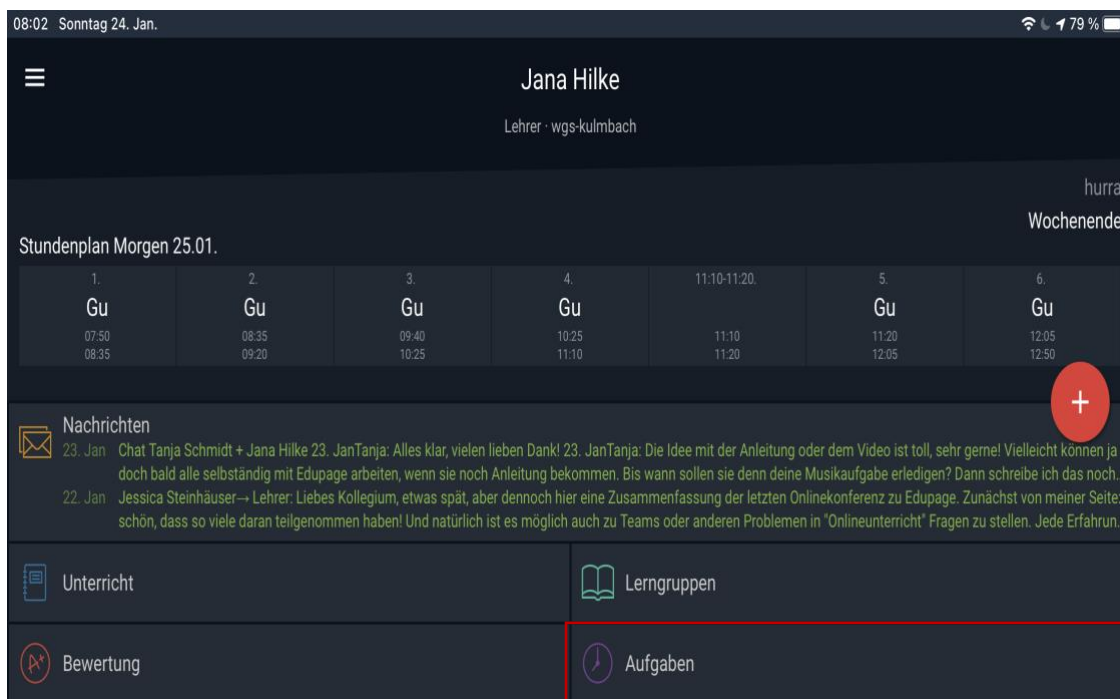 08:02 Sonntag 24. Jan.
79 %
Jana Hilke
Lehrer · wgs-kulmbach
hurra
Wochenende
Stundenplan Morgen 25.01.
1. 2. 3. 4. 11:10-11:20. 5. 6.
Gu Gu Gu Gu Gu Gu
07:50 08:35 09:40 10:25 11:10 11:20 12:05
08:35 09:20 10:25 11:10 11:20 12:05 12:50
+
Nachrichten
23. Jan Chat Tanja Schmidt + Jana Hilke 23. JanTanja: Alles klar, vielen lieben Dank! 23. JanTanja: Die Idee mit der Anleitung oder dem Video ist toll, sehr gerne! Vielleicht können ja
doch bald alle selbständig mit Edupage arbeiten, wenn sie noch Anleitung bekommen. Bis wann sollen sie denn deine Musikaufgabe erledigen? Dann schreibe ich das noch..
22. Jan Jessica Steinhäuser→ Lehrer: Liebes Kollegium, etwas spät, aber dennoch hier eine Zusammenfassung der letzten Onlinekonferenz zu Edupage. Zunächst von meiner Seite:
schön, dass so viele daran teilgenommen haben! Und natürlich ist es möglich auch zu Teams oder anderen Problemen in "Onlineunterricht" Fragen zu stellen. Jede Erfahrun.
Unterricht Lerngruppen
A+ Bewertung Aufgaben